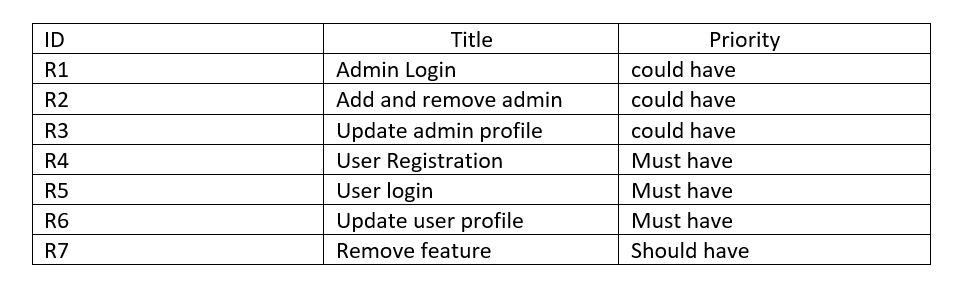 ID Title Priority
R1 Admin Login could have
R2 Add and remove admin could have
R3 Update admin profile could have
R4 User Registration Must have
R5 User login Must have
R6 Update user profile Must have
R7 Remove feature Should have